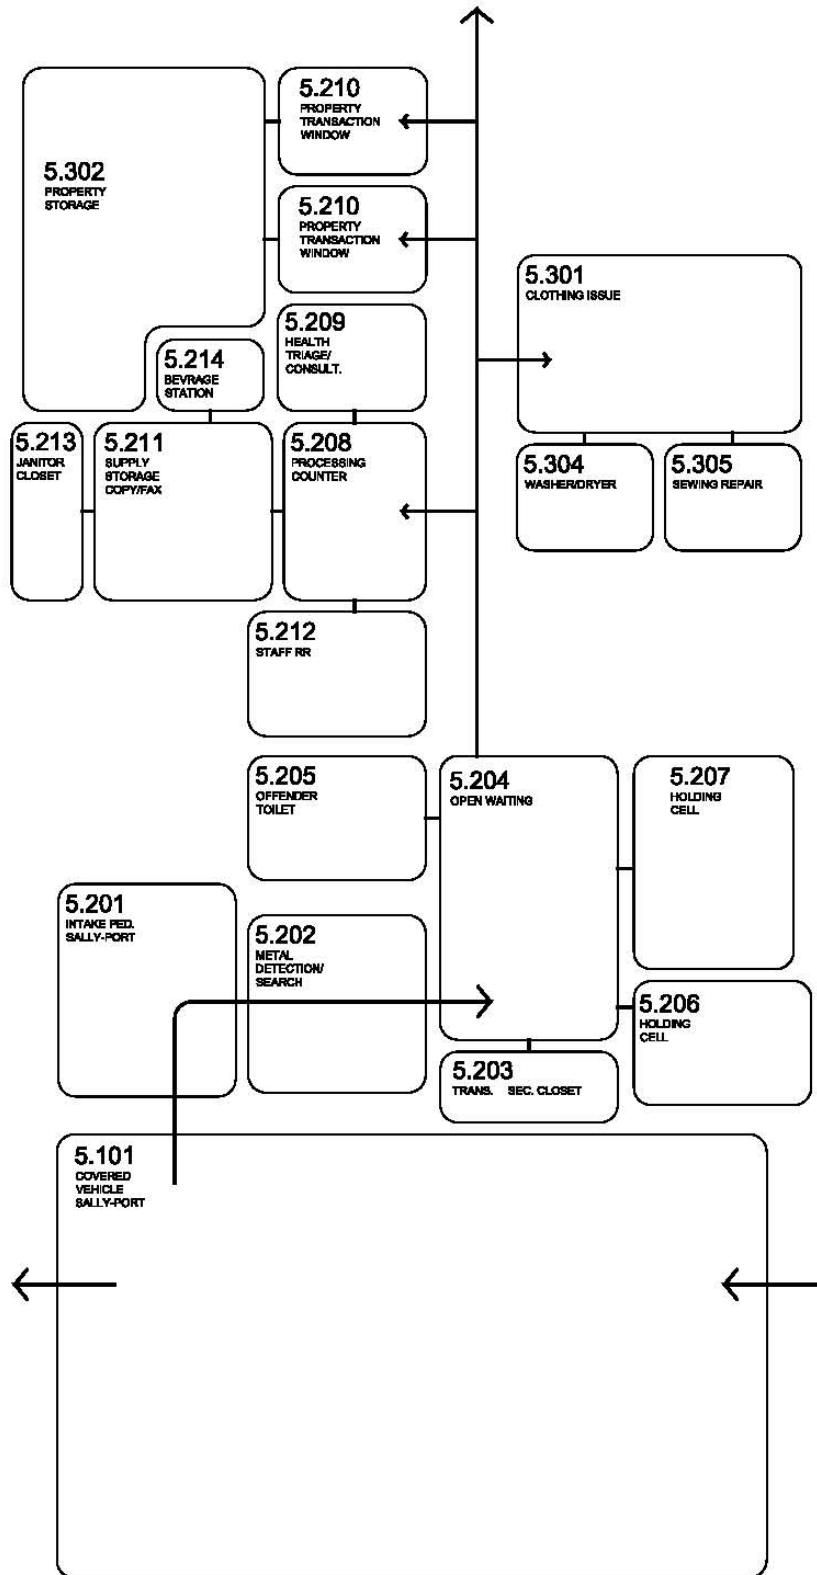 5.210
PROPERTY
TRANSACTION
WINDOW
5.302
PROPERTY
STORAGE
5.210
PROPERTY
TRANSACTION
WINDOW
5.301
CLOTHING ISSUE
5.209
HEALTH
TRIAGE/
CONSULT.
5.214
BEVRAGE
STATION
5.213
JANITOR
CLOSET
5.211
SUPPLY
STORAGE
COPY/FAX
5.208
PROCESSING
COUNTER
5.304
WASHER/DRYER
5.305
SEWING REPAIR
5.212
STAFF RR
5.205
OFFENDER
TOILET
5.204
OPEN WAITING
5.207
HOLDING
CELL
5.201
INTAKE PED.
SALLY-PORT
5.202
METAL
DETECTION/
SEARCH
5.206
HOLDING
CELL
5.203
TRANS. SEC. CLOSET
5.101
COVERED
VEHICLE
SALLY-PORT